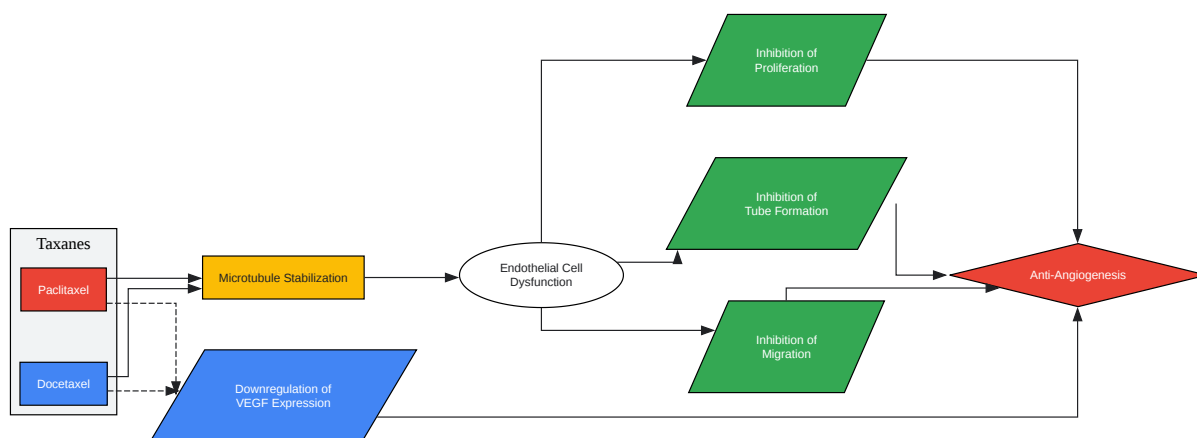 Taxanes
Paclitaxel
Docetaxel
Microtubule Stabilization
Downregulation of
VEGF Expression
Endothelial Cell
Dysfunction
Inhibition of
Proliferation
Inhibition of
Tube Formation
Inhibition of
Migration
Anti-Angiogenesis